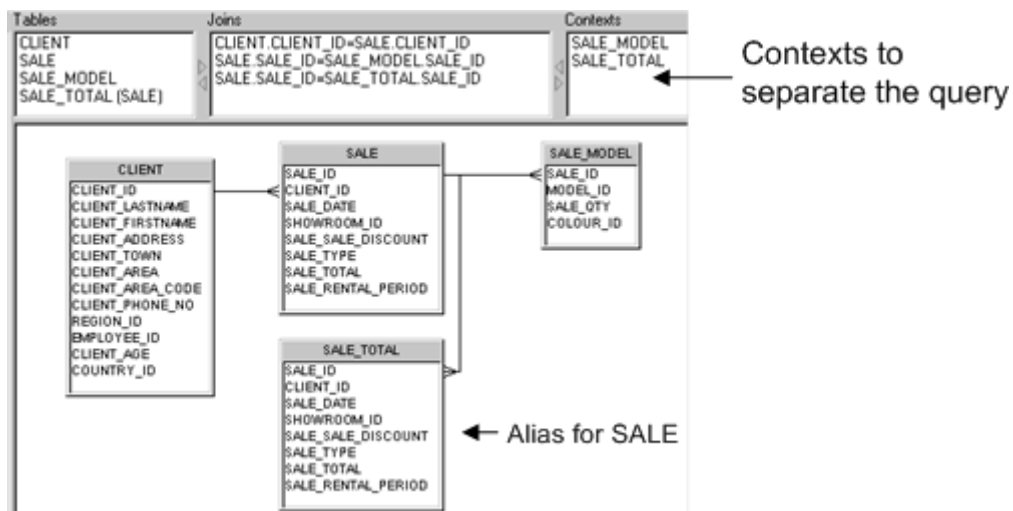 Tables
Joins
Contexts
CLIENT
SALE
SALE_MODEL
SALE_TOTAL (SALE)
CLIENT.CLIENT_ID=SALE.CLIENT_ID
SALE.SALE_ID=SALE_MODEL.SALE_ID
SALE.SALE_ID=SALE_TOTAL.SALE_ID
SALE_MODEL
SALE_TOTAL
Contexts to
separate the query
CLIENT
CLIENT_ID
CLIENT_LASTNAME
CLIENT_FIRSTNAME
CLIENT_ADDRESS
CLIENT_TOWN
CLIENT_AREA
CLIENT_AREA_CODE
CLIENT_PHONE_NO
REGION_ID
EMPLOYEE_ID
CLIENT_AGE
COUNTRY_ID
SALE
SALE_ID
CLIENT_ID
SALE_DATE
SHOWROOM_ID
SALE_SALE_DISCOUNT
SALE_TYPE
SALE_TOTAL
SALE_RENTAL_PERIOD
SALE_MODEL
SALE_ID
MODEL_ID
SALE_QTY
COLOUR_ID
SALE_TOTAL
SALE_ID
CLIENT_ID
SALE_DATE
SHOWROOM_ID
SALE_SALE_DISCOUNT
SALE_TYPE
SALE_TOTAL
SALE_RENTAL_PERIOD
Alias for SALE